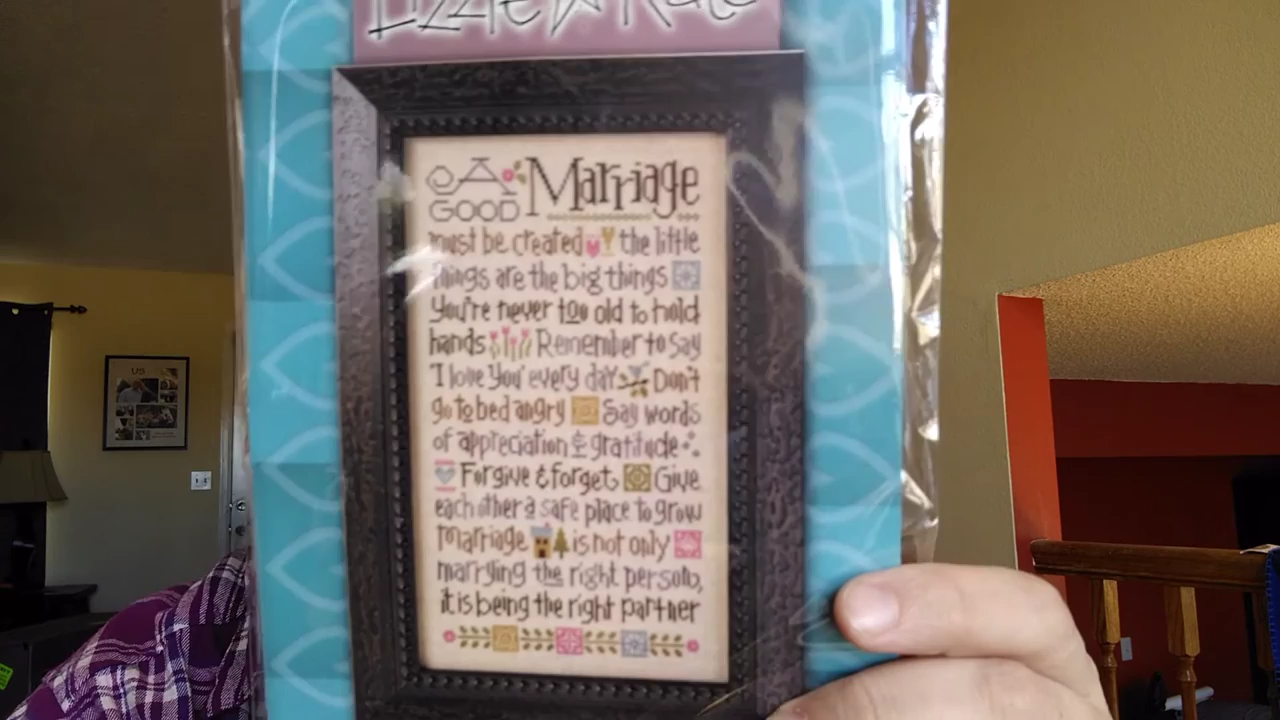 Lizzie Kate
A GOOD Marriage
must be created the little
things are the big things
You're never too old to hold
hands Remember to say
'I love you' every day Don't
go to bed angry Say words
of appreciation & gratitude
Forgive & forget Give
each other a safe place to grow
marriage is not only
marrying the right person,
it is being the right partner
US